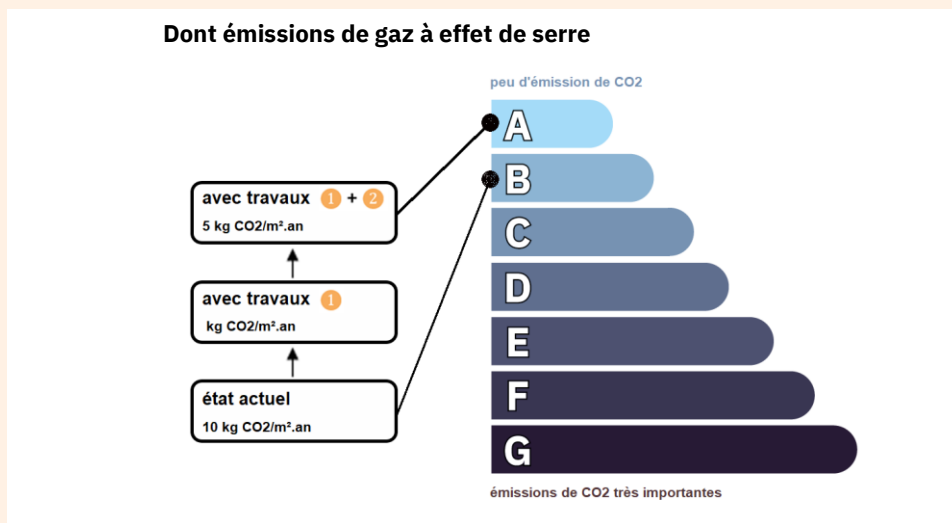 Dont émissions de gaz à effet de serre
peu d'émission de CO2
A
B
C
D
E
F
G
émissions de CO2 très importantes
avec travaux 1 + 2
5 kg CO2/m².an
avec travaux 1
kg CO2/m².an
état actuel
10 kg CO2/m².an